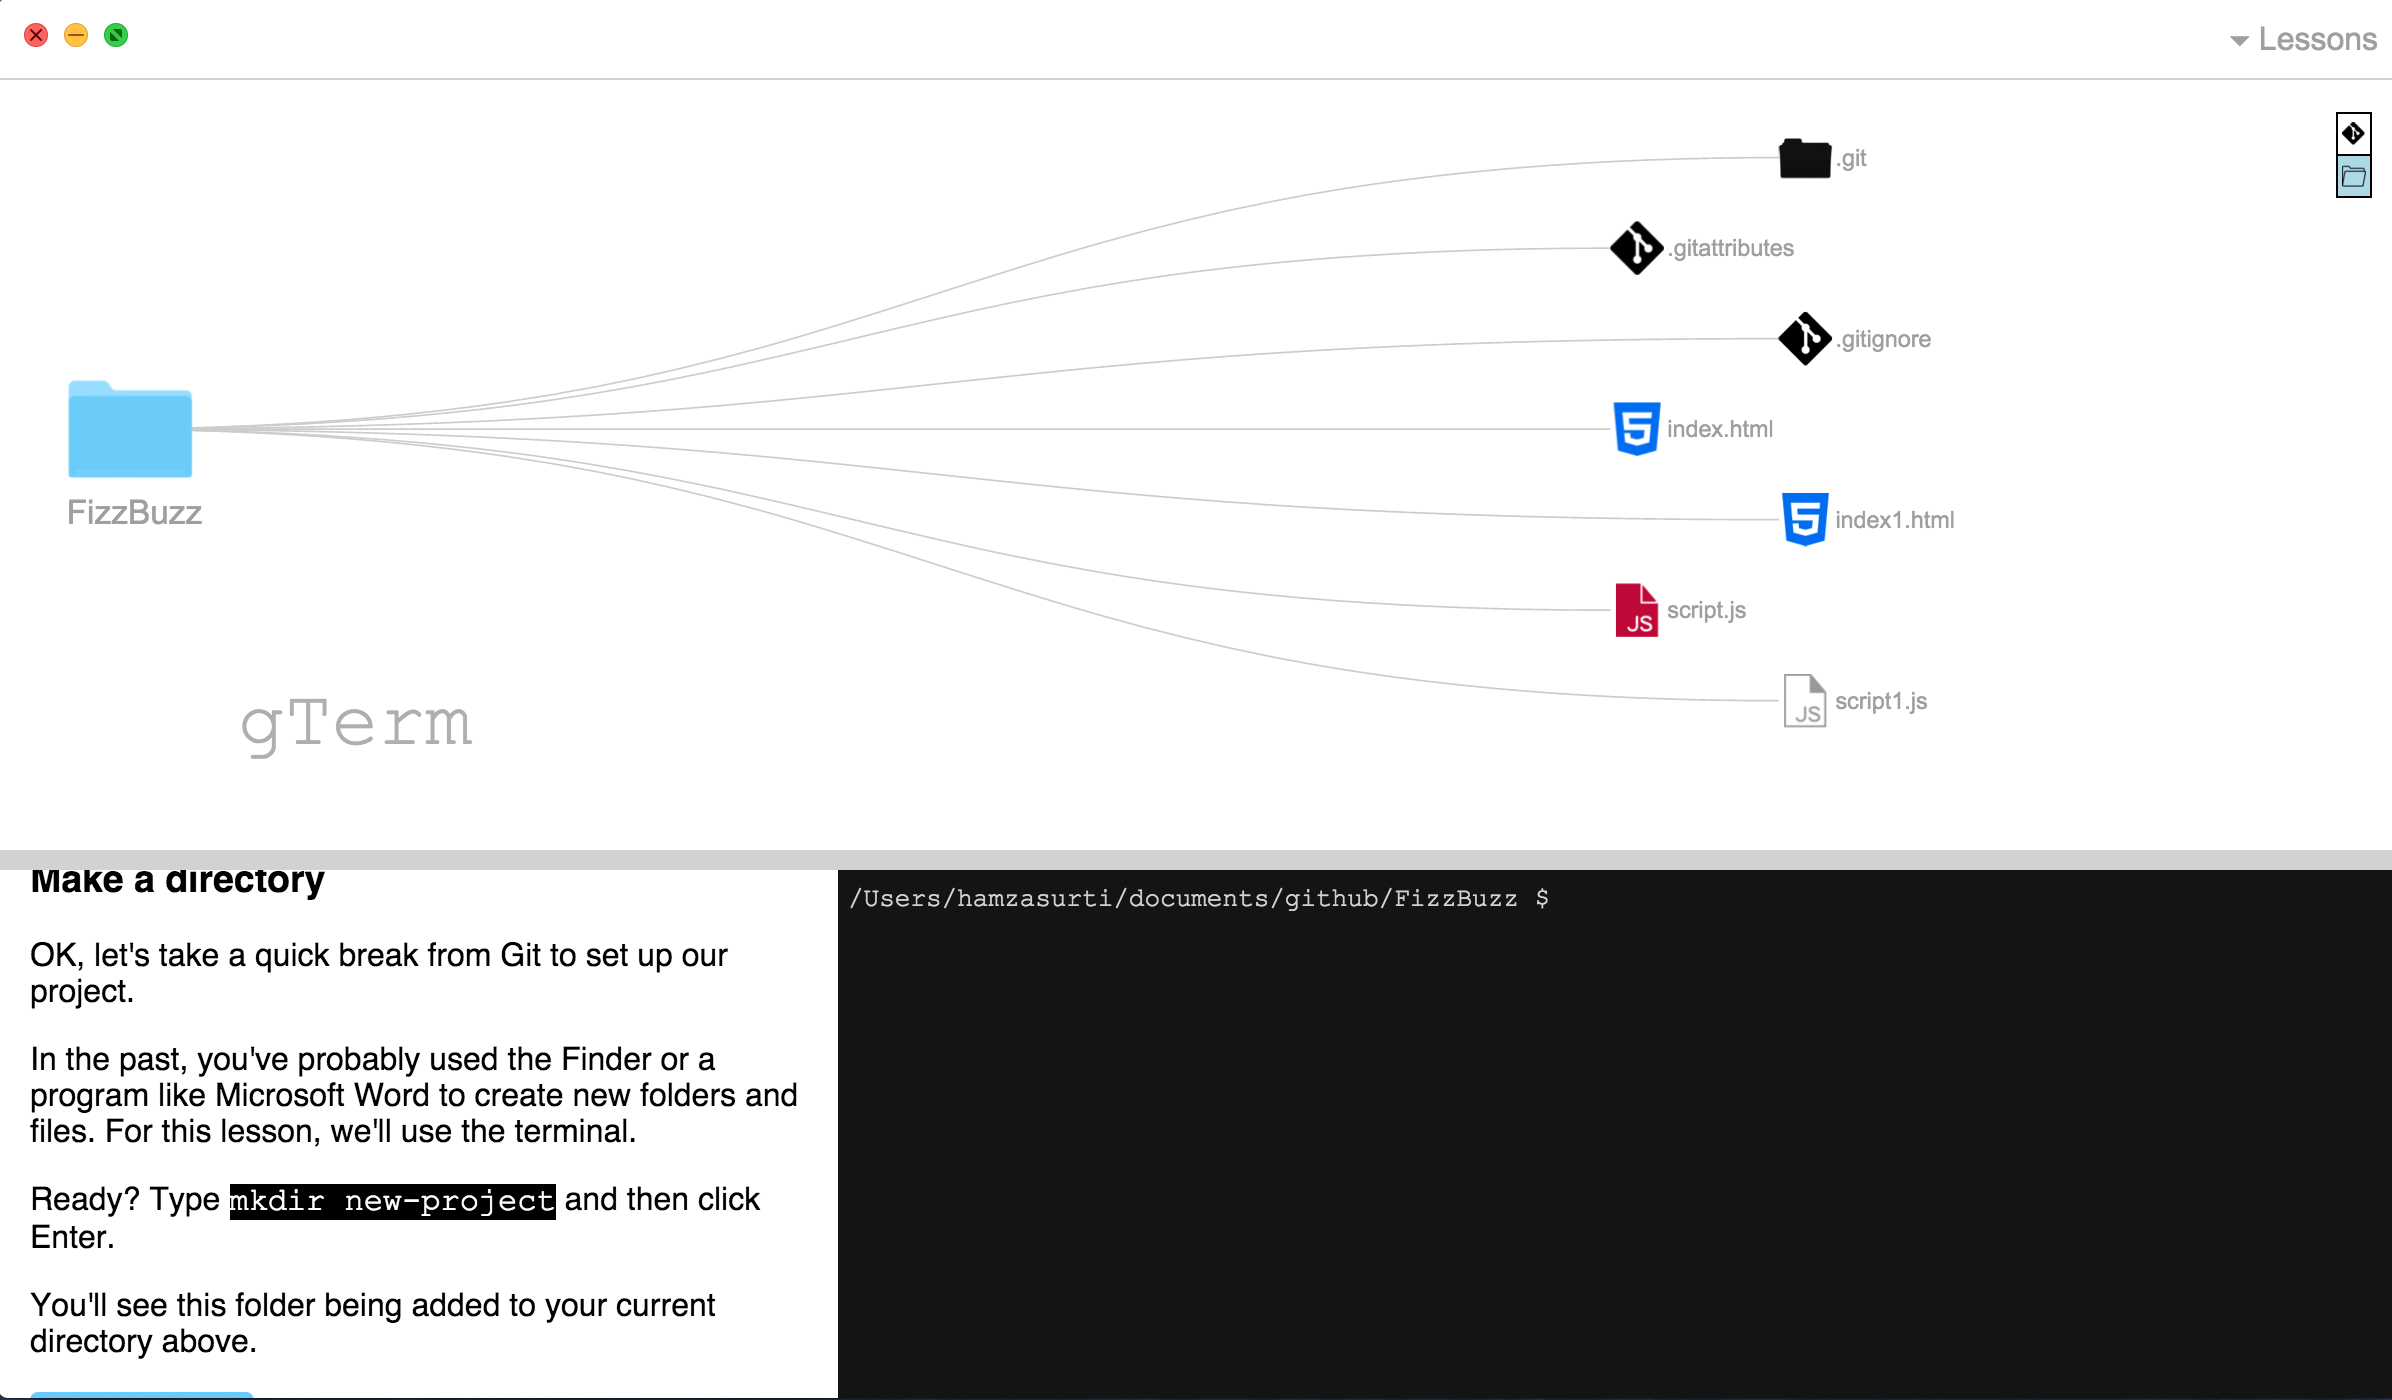 Lessons
.git
.gitattributes
.gitignore
index.html
FizzBuzz
index1.html
JS script.js
JS script1.js
gTerm
Make a directory
OK, let's take a quick break from Git to set up our
project.
In the past, you've probably used the Finder or a
program like Microsoft Word to create new folders and
files. For this lesson, we'll use the terminal.
Ready? Type mkdir new-project and then click
Enter.
You'll see this folder being added to your current
directory above.
/Users/hamzasurti/documents/github/FizzBuzz $